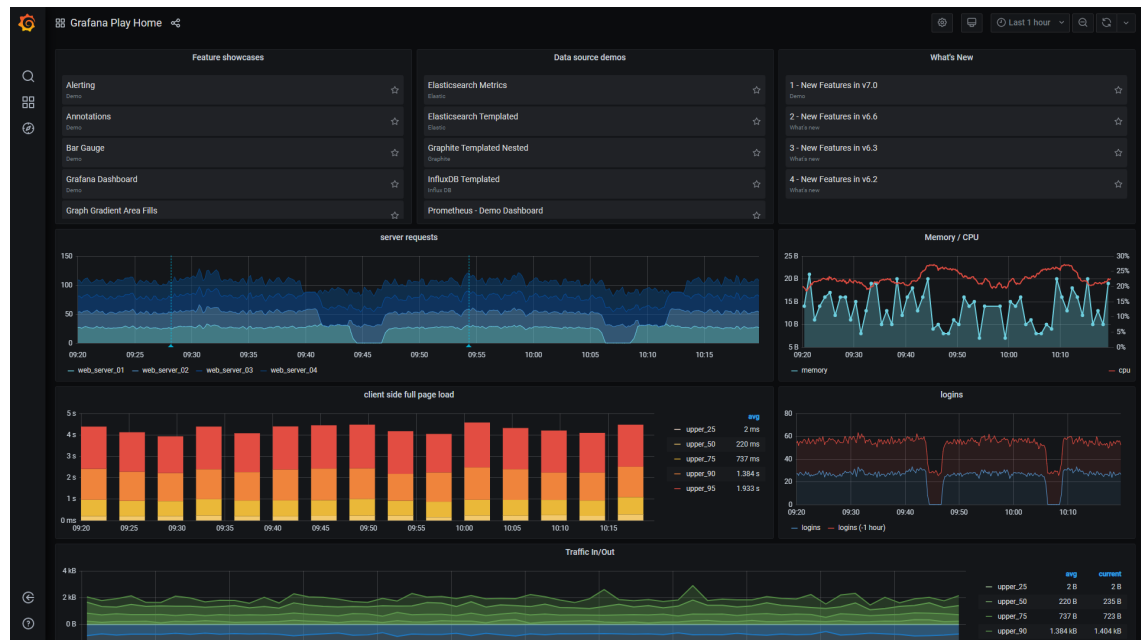 Grafana Play Home
Last 1 hour
Feature showcases
Alerting
Demo
Annotations
Demo
Bar Gauge
Demo
Grafana Dashboard
Demo
Graph Gradient Area Fills
Data source demos
Elasticsearch Metrics
Elastic
Elasticsearch Templated
Elastic
Graphite Templated Nested
Graphite
InfluxDB Templated
Influx DB
Prometheus - Demo Dashboard
What's New
1 - New Features in v7.0
Demo
2 - New Features in v6.6
What's new
3 - New Features in v6.3
What's new
4 - New Features in v6.2
What's new
server requests
150
100
50
0
09:20 09:25 09:30 09:35 09:40 09:45 09:50 09:55 10:00 10:05 10:10 10:15
web_server_01 web_server_02 web_server_03 web_server_04
Memory / CPU
25 B 30%
25%
20 B 20%
15 B 15%
10 B 10%
5%
5 B 0%
09:20 09:30 09:40 09:50 10:00 10:10
memory cpu
client side full page load
5 s
4 s
3 s
2 s
1 s
0 ms
09:20 09:25 09:30 09:35 09:40 09:45 09:50 09:55 10:00 10:05 10:10 10:15
avg
upper_25 2 ms
upper_50 220 ms
upper_75 737 ms
upper_90 1.384 s
upper_95 1.933 s
logins
80
60
40
20
0
09:20 09:30 09:40 09:50 10:00 10:10
logins logins (-1 hour)
Traffic In/Out
4 kB
2 kB
0 B
avg current
upper_25 2 B 2 B
upper_50 220 B 235 B
upper_75 737 B 723 B
upper_90 1.384 kB 1.404 kB